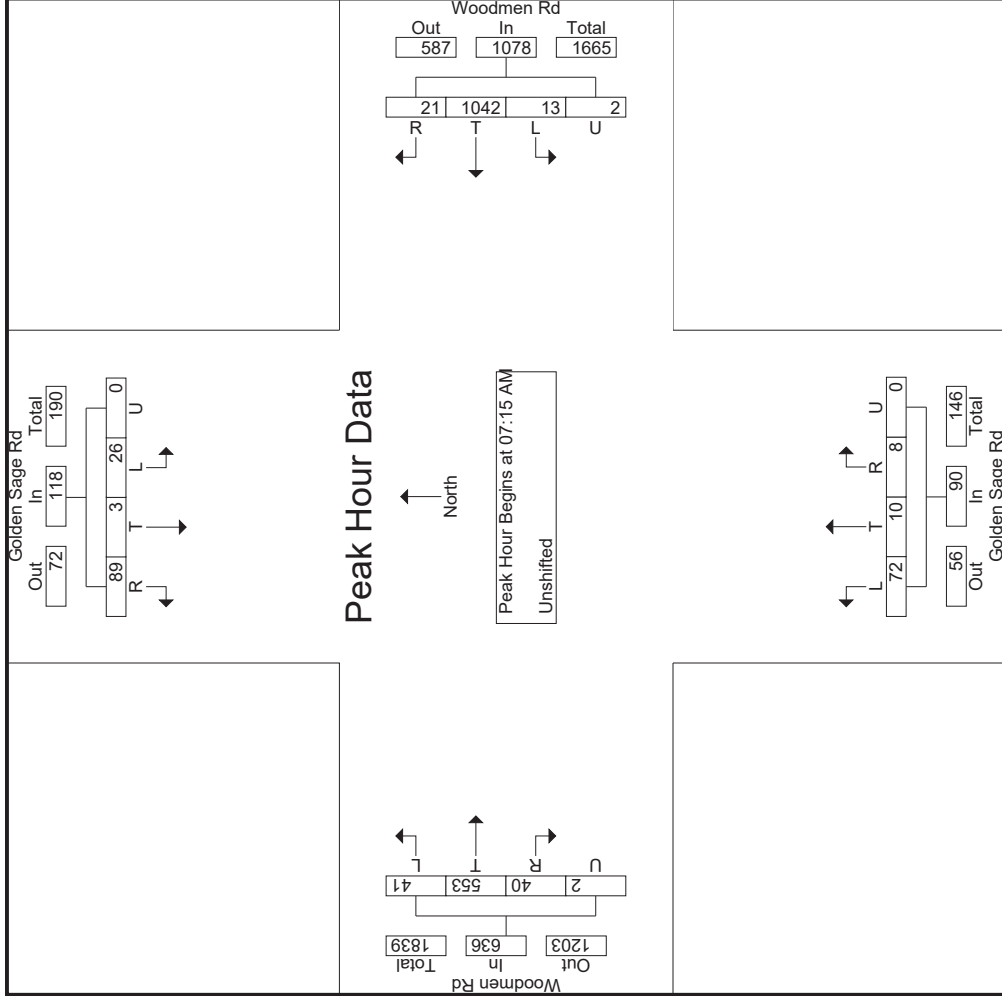 Woodmen Rd
Out In Total
587 1078 1665
21 1042 13 2
R T L U
Golden Sage Rd
Out In Total
72 118 190
89 3 26 0
R T L U
Peak Hour Data
North
Peak Hour Begins at 07:15 AM
Unshifted
72 10 8 0
L T R U
56 90 146
Out In Total
Golden Sage Rd
L T R U
41 553 40 2
1839 636 1203
Total In Out
Woodmen Rd